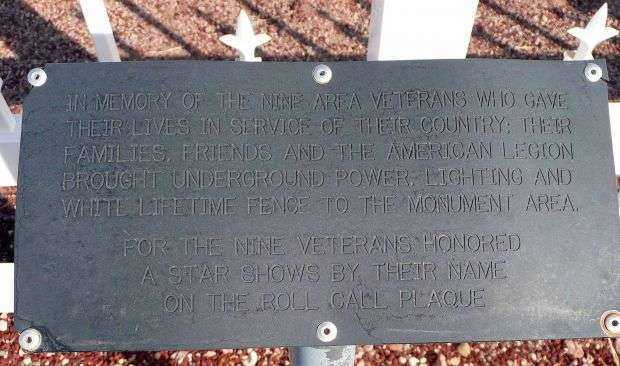 IN MEMORY OF THE NINE AREA VETERANS WHO GAVE
THEIR LIVES IN SERVICE OF THEIR COUNTRY; THEIR
FAMILIES, FRIENDS AND THE AMERICAN LEGION
BROUGHT UNDERGROUND POWER, LIGHTING AND
WHITE LIFETIME FENCE TO THE MONUMENT AREA.
FOR THE NINE VETERANS HONORED
A STAR SHOWS BY THEIR NAME
ON THE ROLL CALL PLAQUE